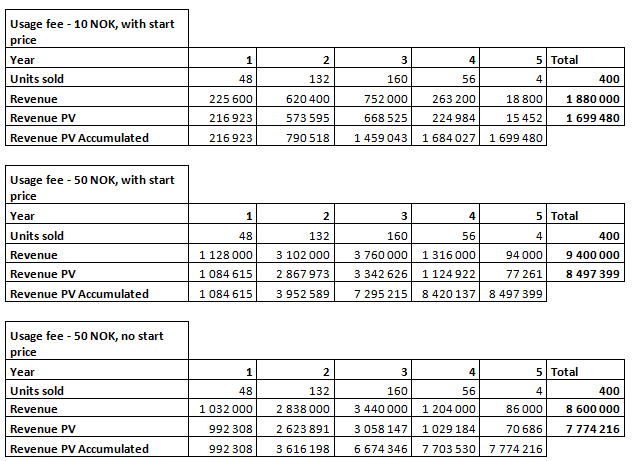 Usage fee - 10 NOK, with start
price
Year 1 2 3 4 5 Total
Units sold 48 132 160 56 4 400
Revenue 225 600 620 400 752 000 263 200 18 800 1 880 000
Revenue PV 216 923 573 595 668 525 224 984 15 452 1 699 480
Revenue PV Accumulated 216 923 790 518 1 459 043 1 684 027 1 699 480
Usage fee - 50 NOK, with start
price
Year 1 2 3 4 5 Total
Units sold 48 132 160 56 4 400
Revenue 1 128 000 3 102 000 3 760 000 1 316 000 94 000 9 400 000
Revenue PV 1 084 615 2 867 973 3 342 626 1 124 922 77 261 8 497 399
Revenue PV Accumulated 1 084 615 3 952 589 7 295 215 8 420 137 8 497 399
Usage fee - 50 NOK, no start
price
Year 1 2 3 4 5 Total
Units sold 48 132 160 56 4 400
Revenue 1 032 000 2 838 000 3 440 000 1 204 000 86 000 8 600 000
Revenue PV 992 308 2 623 891 3 058 147 1 029 184 70 686 7 774 216
Revenue PV Accumulated 992 308 3 616 198 6 674 346 7 703 530 7 774 216